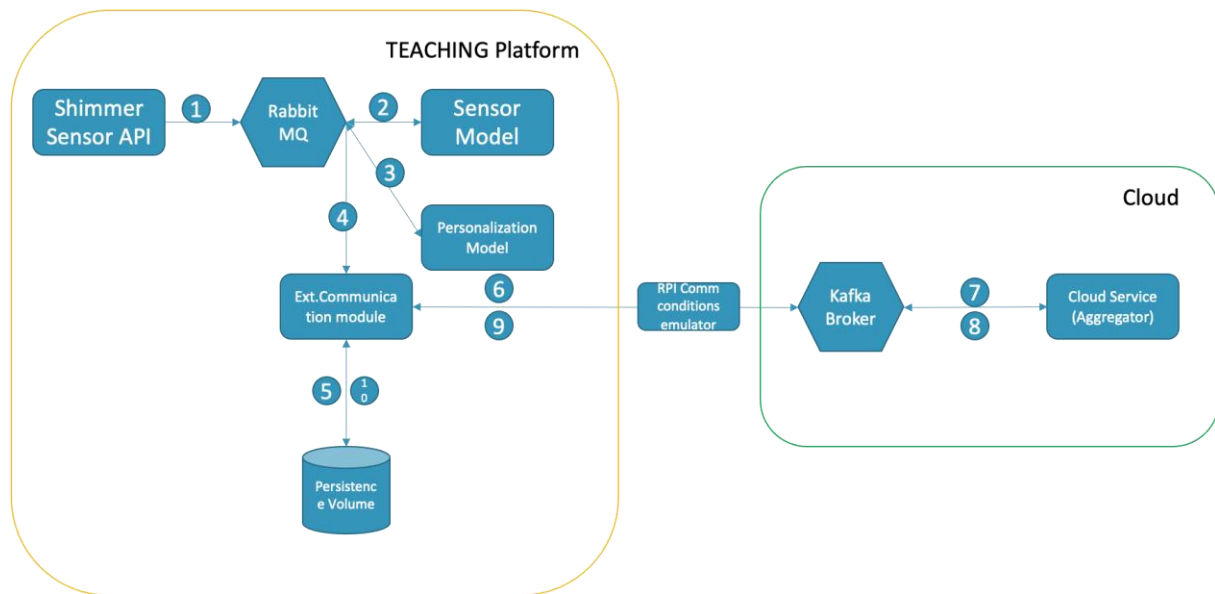 TEACHING Platform
Shimmer
Sensor API
1
Rabbit
MQ
2
Sensor
Model
3
4
Personalization
Model
Cloud
Ext.Communica
tion module
6
9
RPI Comm
conditions
emulator
Kafka
Broker
7
8
Cloud Service
(Aggregator)
5
1
0
Persistenc
e Volume